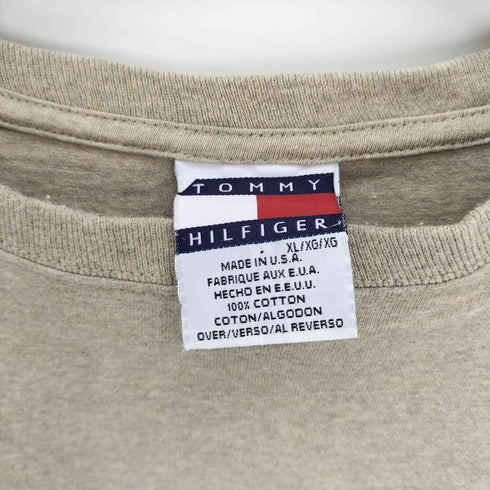 TOMMY
HILFIGER
XL/XG/XG
MADE IN U.S.A.
FABRIQUE AUX E.U.A.
HECHO EN E.E.U.U.
100% COTTON
COTON/ALGODON
OVER/VERSO/AL REVERSO